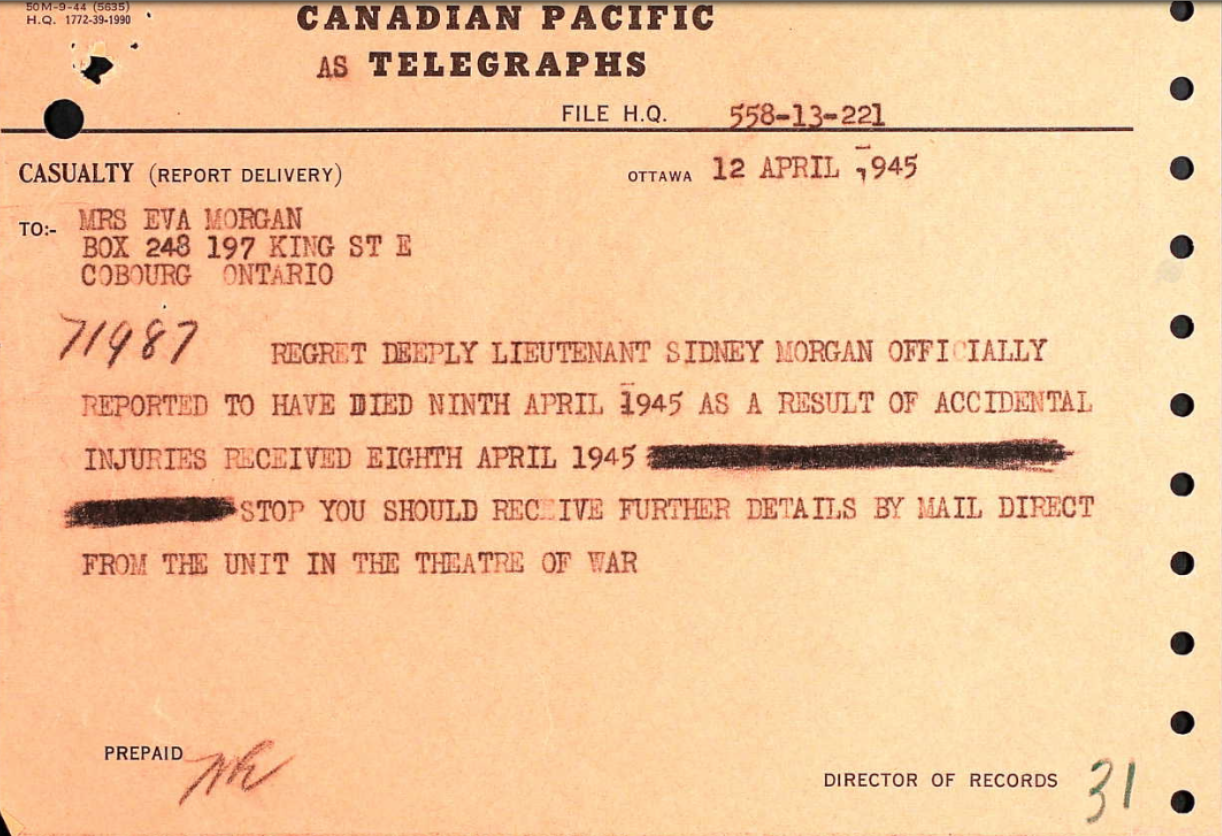 50M-9-44 (5635)
H.Q. 1772-39-1990
CANADIAN PACIFIC
AS TELEGRAPHS
FILE H.Q. 558-13-221
CASUALTY (REPORT DELIVERY) OTTAWA 12 APRIL 1945
TO:- MRS EVA MORGAN
BOX 248 197 KING ST E
COBOURG ONTARIO
71987 REGRET DEEPLY LIEUTENANT SIDNEY MORGAN OFFICIALLY
REPORTED TO HAVE DIED NINTH APRIL 1945 AS A RESULT OF ACCIDENTAL
INJURIES RECEIVED EIGHTH APRIL 1945
STOP YOU SHOULD RECEIVE FURTHER DETAILS BY MAIL DIRECT
FROM THE UNIT IN THE THEATRE OF WAR
PREPAID
DIRECTOR OF RECORDS 31